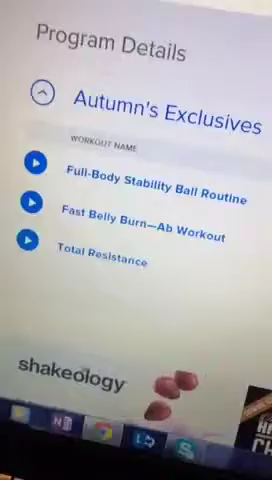 Program Details
Autumn's Exclusives
WORKOUT NAME
Full-Body Stability Ball Routine
Fast Belly Burn—Ab Workout
Total Resistance
shakeology